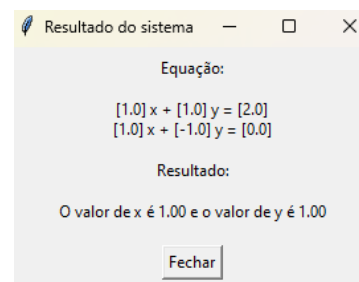 Resultado do sistema
Equação:
[1.0] x + [1.0] y = [2.0]
[1.0] x + [-1.0] y = [0.0]
Resultado:
O valor de x é 1.00 e o valor de y é 1.00
Fechar